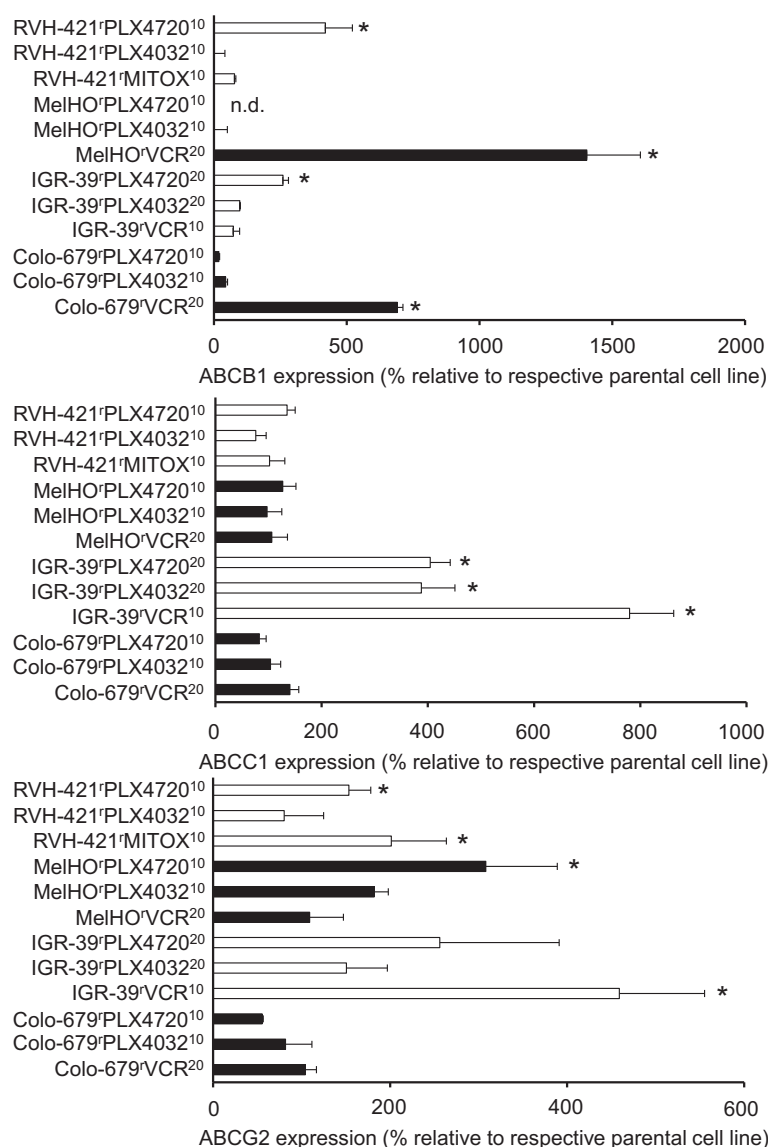 RVH-421ʳPLX4720¹⁰ *
RVH-421ʳPLX4032¹⁰
RVH-421ʳMITOX¹⁰
MelHOʳPLX4720¹⁰ n.d.
MelHOʳPLX4032¹⁰
MelHOʳVCR²⁰ *
IGR-39ʳPLX4720²⁰ *
IGR-39ʳPLX4032²⁰
IGR-39ʳVCR¹⁰
Colo-679ʳPLX4720¹⁰
Colo-679ʳPLX4032¹⁰
Colo-679ʳVCR²⁰ *
0 500 1000 1500 2000
ABCB1 expression (% relative to respective parental cell line)
RVH-421ʳPLX4720¹⁰
RVH-421ʳPLX4032¹⁰
RVH-421ʳMITOX¹⁰
MelHOʳPLX4720¹⁰
MelHOʳPLX4032¹⁰
MelHOʳVCR²⁰
IGR-39ʳPLX4720²⁰ *
IGR-39ʳPLX4032²⁰ *
IGR-39ʳVCR¹⁰ *
Colo-679ʳPLX4720¹⁰
Colo-679ʳPLX4032¹⁰
Colo-679ʳVCR²⁰
0 200 400 600 800 1000
ABCC1 expression (% relative to respective parental cell line)
RVH-421ʳPLX4720¹⁰ *
RVH-421ʳPLX4032¹⁰
RVH-421ʳMITOX¹⁰ *
MelHOʳPLX4720¹⁰ *
MelHOʳPLX4032¹⁰
MelHOʳVCR²⁰
IGR-39ʳPLX4720²⁰
IGR-39ʳPLX4032²⁰
IGR-39ʳVCR¹⁰ *
Colo-679ʳPLX4720¹⁰
Colo-679ʳPLX4032¹⁰
Colo-679ʳVCR²⁰
0 200 400 600
ABCG2 expression (% relative to respective parental cell line)